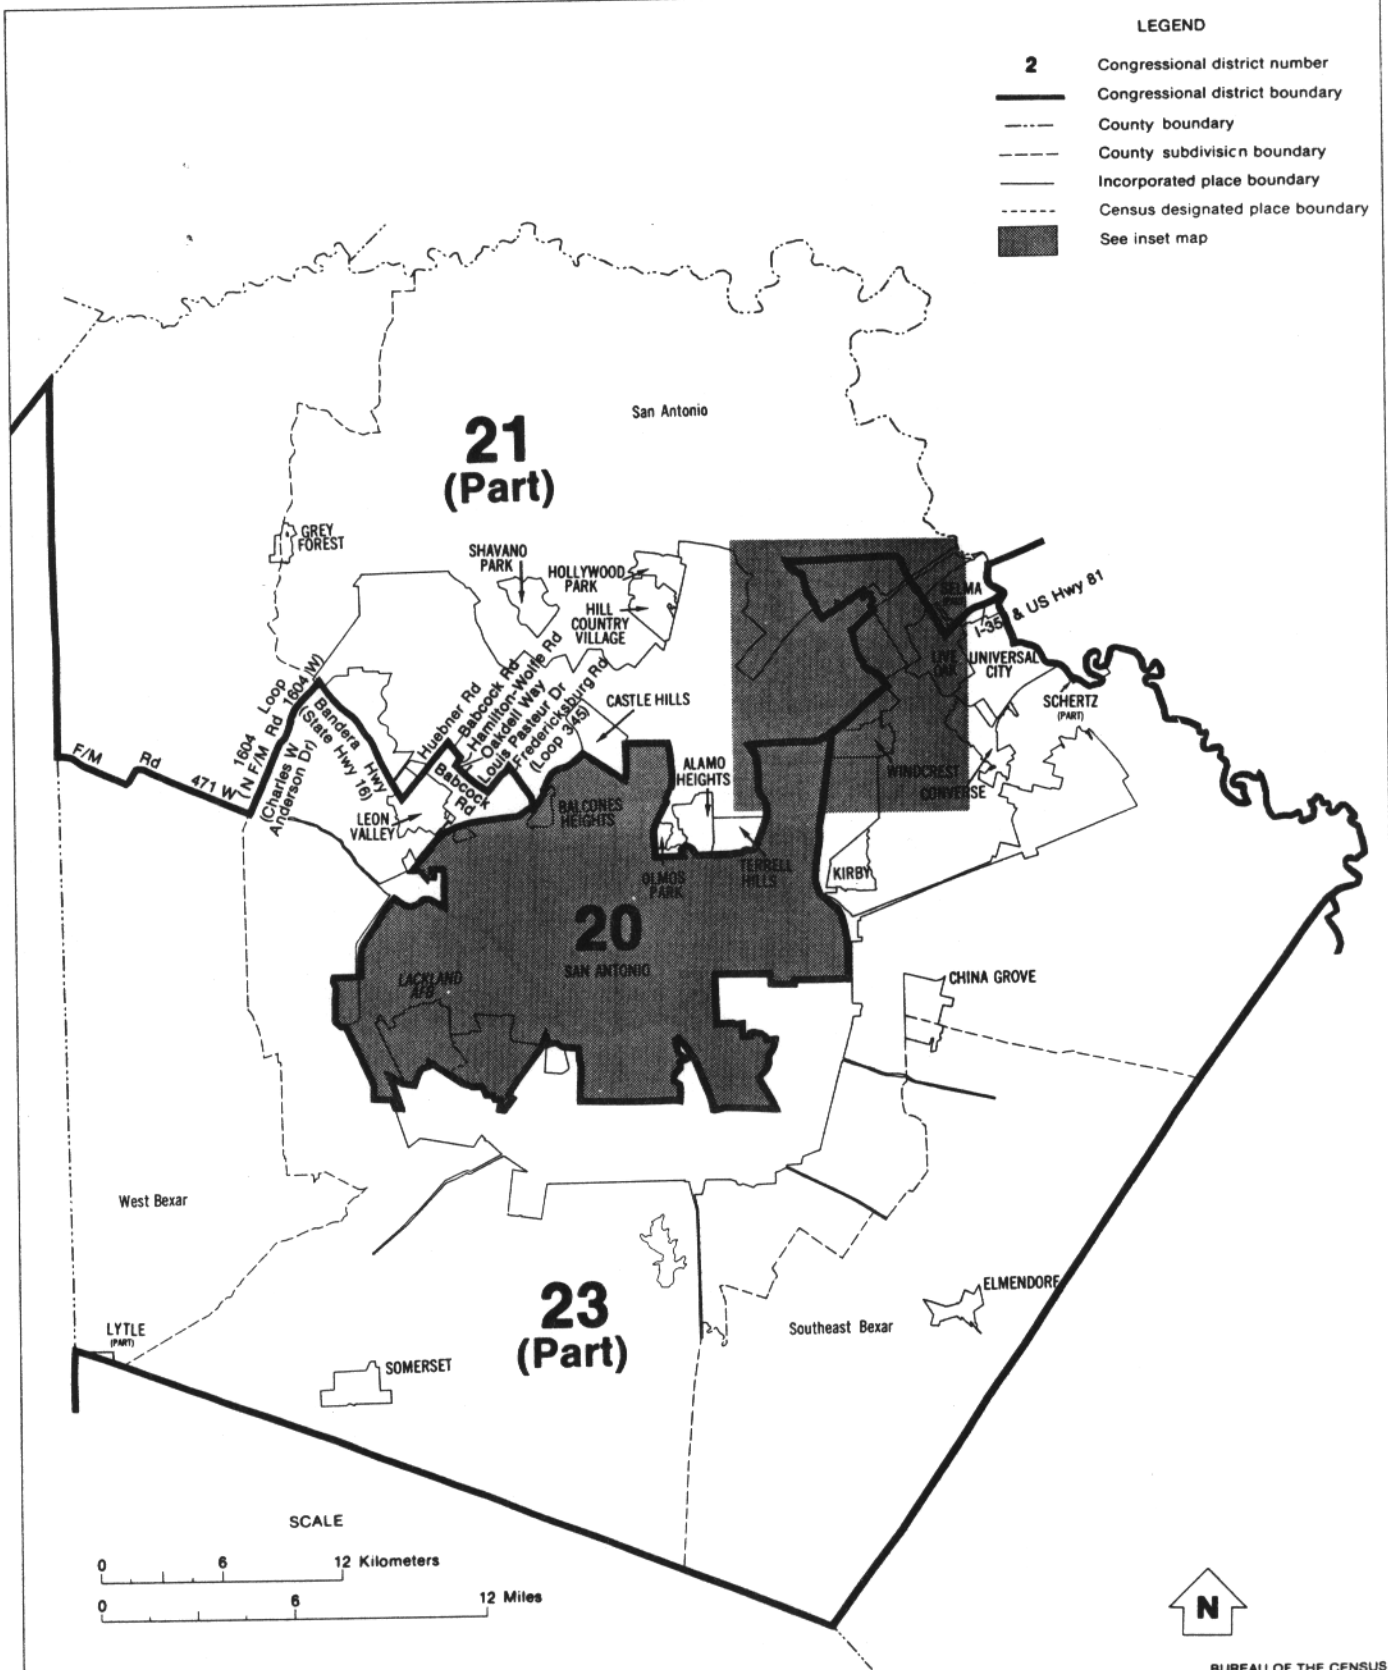 LEGEND
2 Congressional district number
Congressional district boundary
County boundary
County subdivision boundary
Incorporated place boundary
Census designated place boundary
See inset map
San Antonio
21
(Part)
GREY
FOREST
SHAVANO
PARK
HOLLYWOOD
PARK
HILL
COUNTRY
VILLAGE
SELMA
I-35 & US Hwy 81
LIVE
OAK
UNIVERSAL
CITY
SCHERTZ
(PART)
CASTLE HILLS
Huebner Rd
Babcock Rd
Hamilton-Wolfe Rd
Oakdell Way
Louis Pasteur Dr
Fredericksburg Rd
(Loop 345)
Babcock
Rd
Bandera Hwy
(State Hwy 16)
1604 Loop
(N F/M Rd 1604 W)
(Charles W
Anderson Dr)
F/M Rd 471 W
LEON
VALLEY
BALCONES
HEIGHTS
ALAMO
HEIGHTS
WINDCREST
CONVERSE
OLMOS
PARK
TERRELL
HILLS
KIRBY
20
SAN ANTONIO
LACKLAND
AFB
CHINA GROVE
West Bexar
23
(Part)
ELMENDORF
Southeast Bexar
LYTLE
(PART)
SOMERSET
SCALE
0 6 12 Kilometers
0 6 12 Miles
N
BUREAU OF THE CENSUS